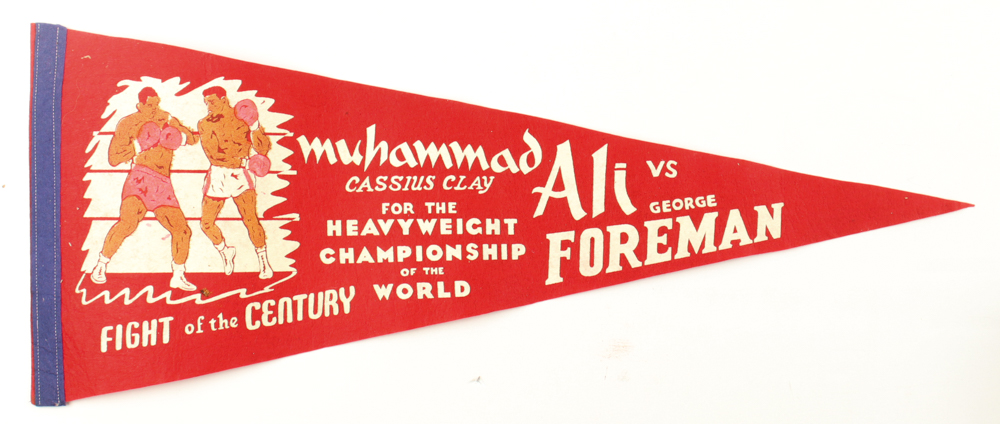 muhammad Ali vs
CASSIUS CLAY
GEORGE
FOREMAN
FOR THE
HEAVYWEIGHT
CHAMPIONSHIP
OF THE
WORLD
FIGHT of the CENTURY